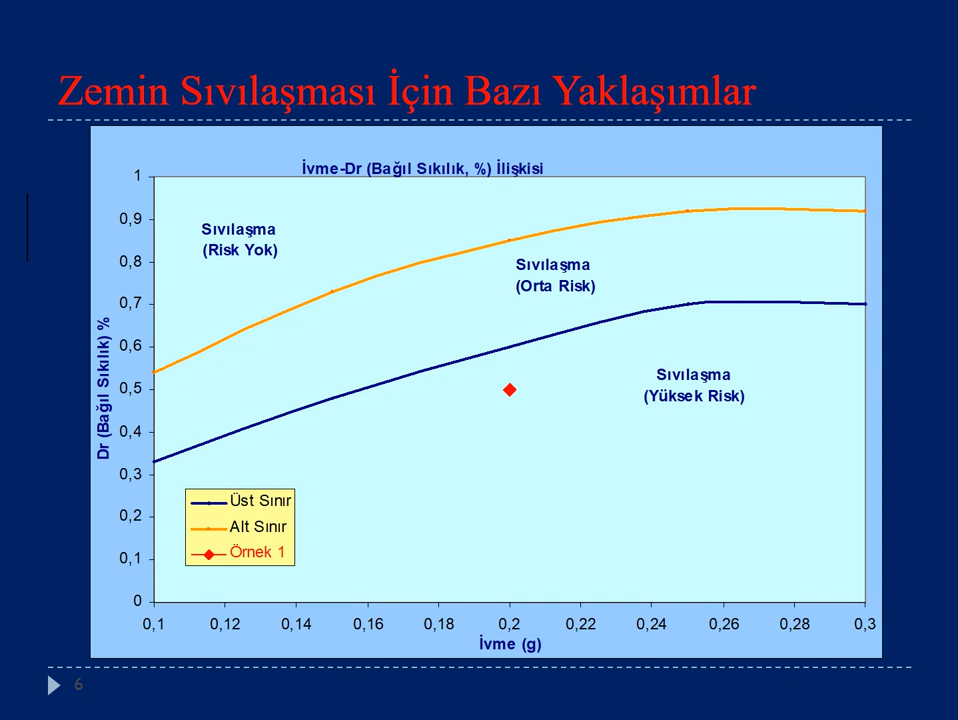 Zemin Sıvılaşması İçin Bazı Yaklaşımlar
İvme-Dr (Bağıl Sıkılık, %) İlişkisi
1
0,9
0,8
0,7
0,6
0,5
0,4
0,3
0,2
0,1
0
Dr (Bağıl Sıkılık) %
Sıvılaşma
(Risk Yok)
Sıvılaşma
(Orta Risk)
Sıvılaşma
(Yüksek Risk)
Üst Sınır
Alt Sınır
Örnek 1
0,1 0,12 0,14 0,16 0,18 0,2 0,22 0,24 0,26 0,28 0,3
İvme (g)
6